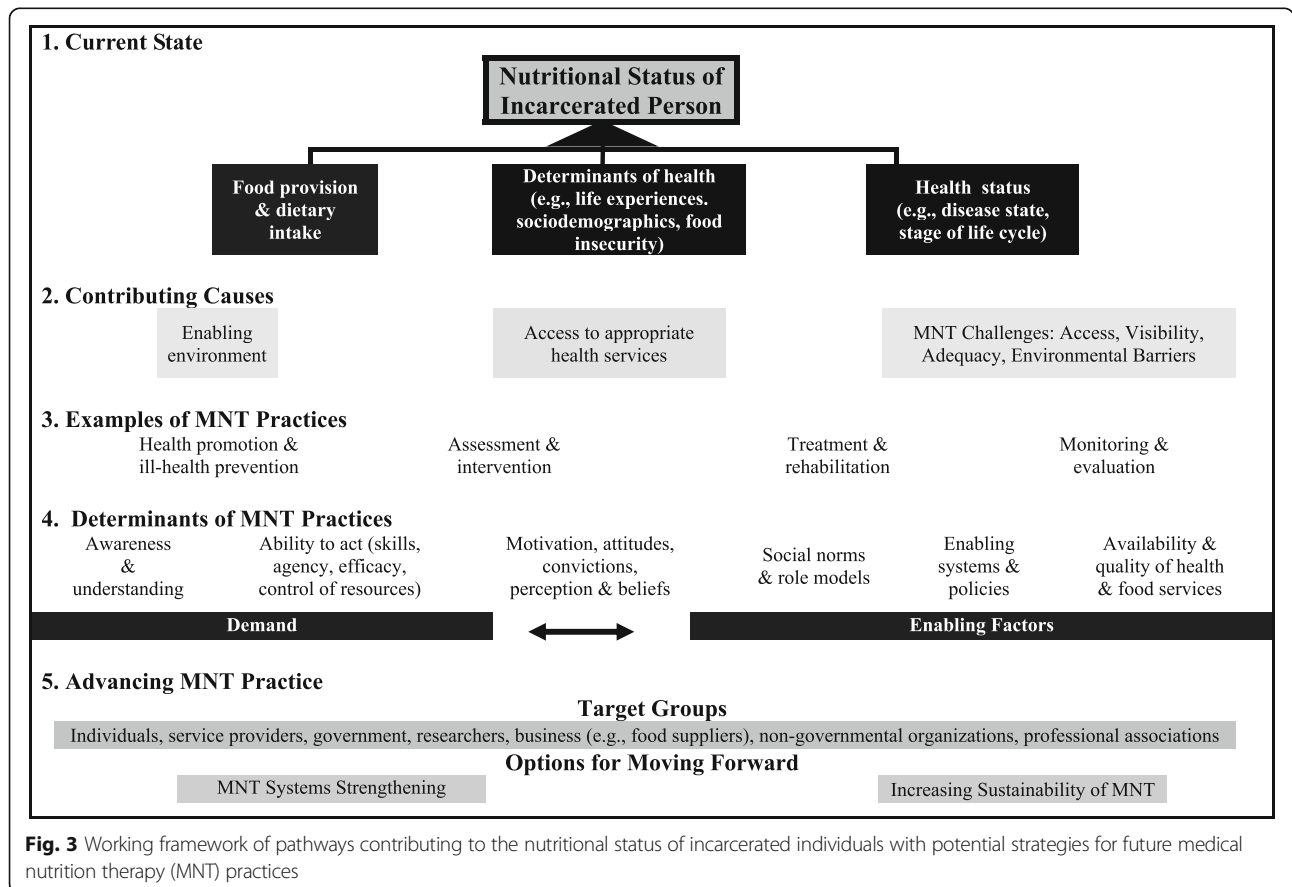 1. Current State
Nutritional Status of
Incarcerated Person
Food provision
& dietary
intake
Determinants of health
(e.g., life experiences.
sociodemographics, food
insecurity)
Health status
(e.g., disease state,
stage of life cycle)
2. Contributing Causes
Enabling
environment
Access to appropriate
health services
MNT Challenges: Access, Visibility,
Adequacy, Environmental Barriers
3. Examples of MNT Practices
Health promotion &
ill-health prevention
Assessment &
intervention
Treatment &
rehabilitation
Monitoring &
evaluation
4. Determinants of MNT Practices
Awareness
&
understanding
Ability to act (skills,
agency, efficacy,
control of resources)
Motivation, attitudes,
convictions,
perception & beliefs
Social norms
& role models
Enabling
systems &
policies
Availability &
quality of health
& food services
Demand
Enabling Factors
5. Advancing MNT Practice
Target Groups
Individuals, service providers, government, researchers, business (e.g., food suppliers), non-governmental organizations, professional associations
Options for Moving Forward
MNT Systems Strengthening
Increasing Sustainability of MNT
Fig. 3 Working framework of pathways contributing to the nutritional status of incarcerated individuals with potential strategies for future medical
nutrition therapy (MNT) practices